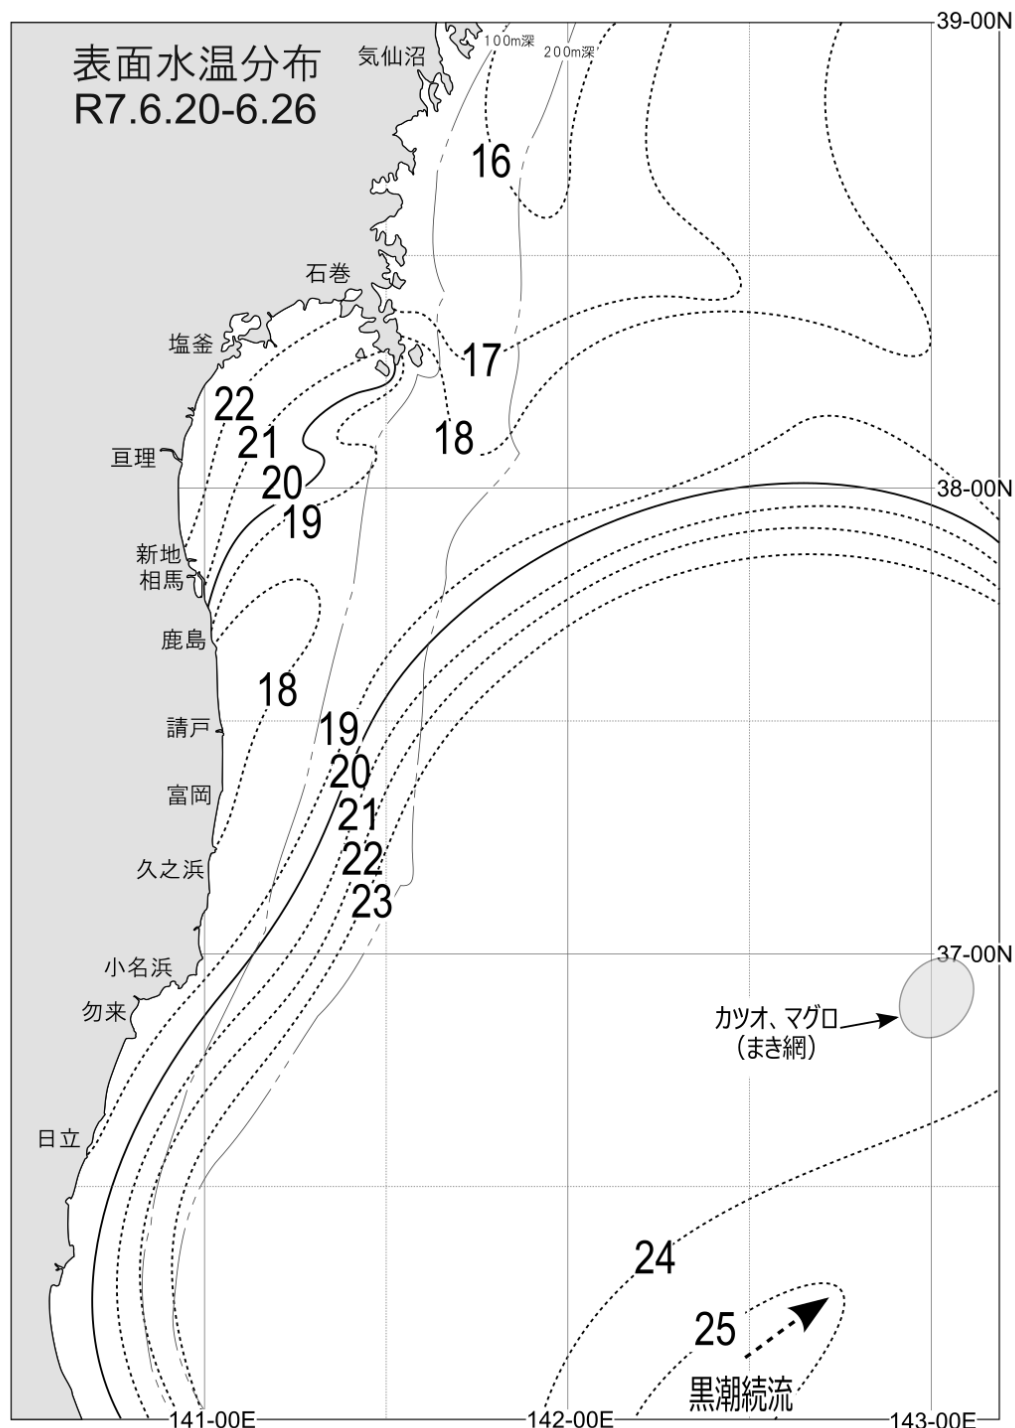 表面水温分布
R7.6.20-6.26
気仙沼
100m深
200m深
39-00N
16
石巻
塩釜
17
22
21
18
亘理
20
38-00N
19
新地
相馬
鹿島
18
請戸
19
20
富岡
21
久之浜
22
23
小名浜
37-00N
勿来
カツオ、マグロ
(まき網)
日立
24
25
黒潮続流
141-00E
142-00E
143-00E